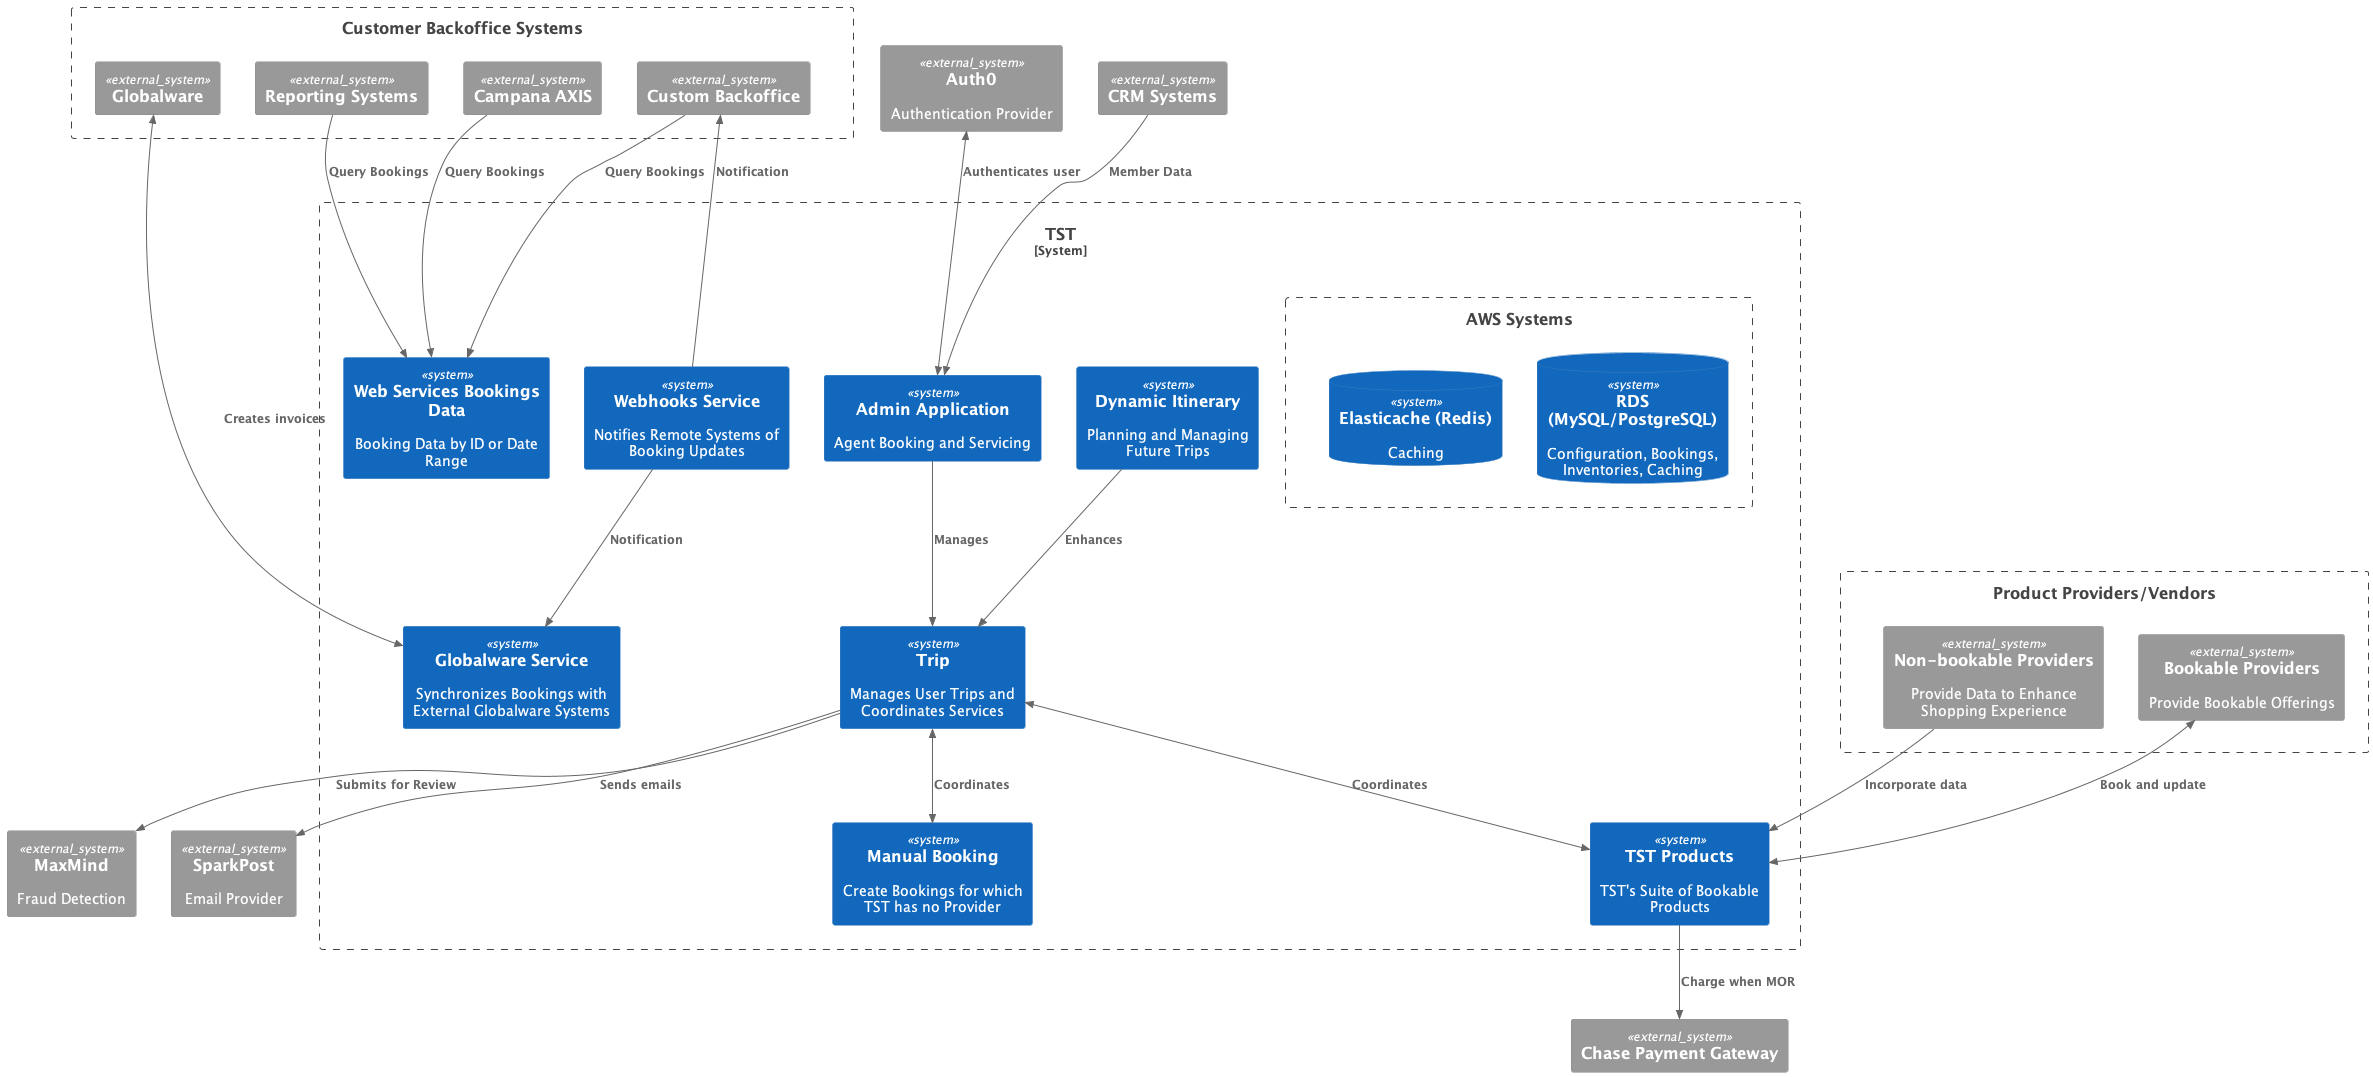 Customer Backoffice Systems
«external_system»
Globalware
«external_system»
Reporting Systems
«external_system»
Campana AXIS
«external_system»
Custom Backoffice
«external_system»
Auth0
Authentication Provider
«external_system»
CRM Systems
Query Bookings
Query Bookings
Query Bookings
Notification
Authenticates user
Member Data
TST
[System]
AWS Systems
«system»
Elasticache (Redis)
Caching
«system»
RDS
(MySQL/PostgreSQL)
Configuration, Bookings,
Inventories, Caching
Creates invoices
«system»
Web Services Bookings
Data
Booking Data by ID or Date
Range
«system»
Webhooks Service
Notifies Remote Systems of
Booking Updates
«system»
Admin Application
Agent Booking and Servicing
«system»
Dynamic Itinerary
Planning and Managing
Future Trips
Notification
Manages
Enhances
Product Providers/Vendors
«external_system»
Non-bookable Providers
Provide Data to Enhance
Shopping Experience
«external_system»
Bookable Providers
Provide Bookable Offerings
«system»
Globalware Service
Synchronizes Bookings with
External Globalware Systems
«system»
Trip
Manages User Trips and
Coordinates Services
Submits for Review
Sends emails
Coordinates
Coordinates
Incorporate data
Book and update
«external_system»
MaxMind
Fraud Detection
«external_system»
SparkPost
Email Provider
«system»
Manual Booking
Create Bookings for which
TST has no Provider
«system»
TST Products
TST's Suite of Bookable
Products
Charge when MOR
«external_system»
Chase Payment Gateway